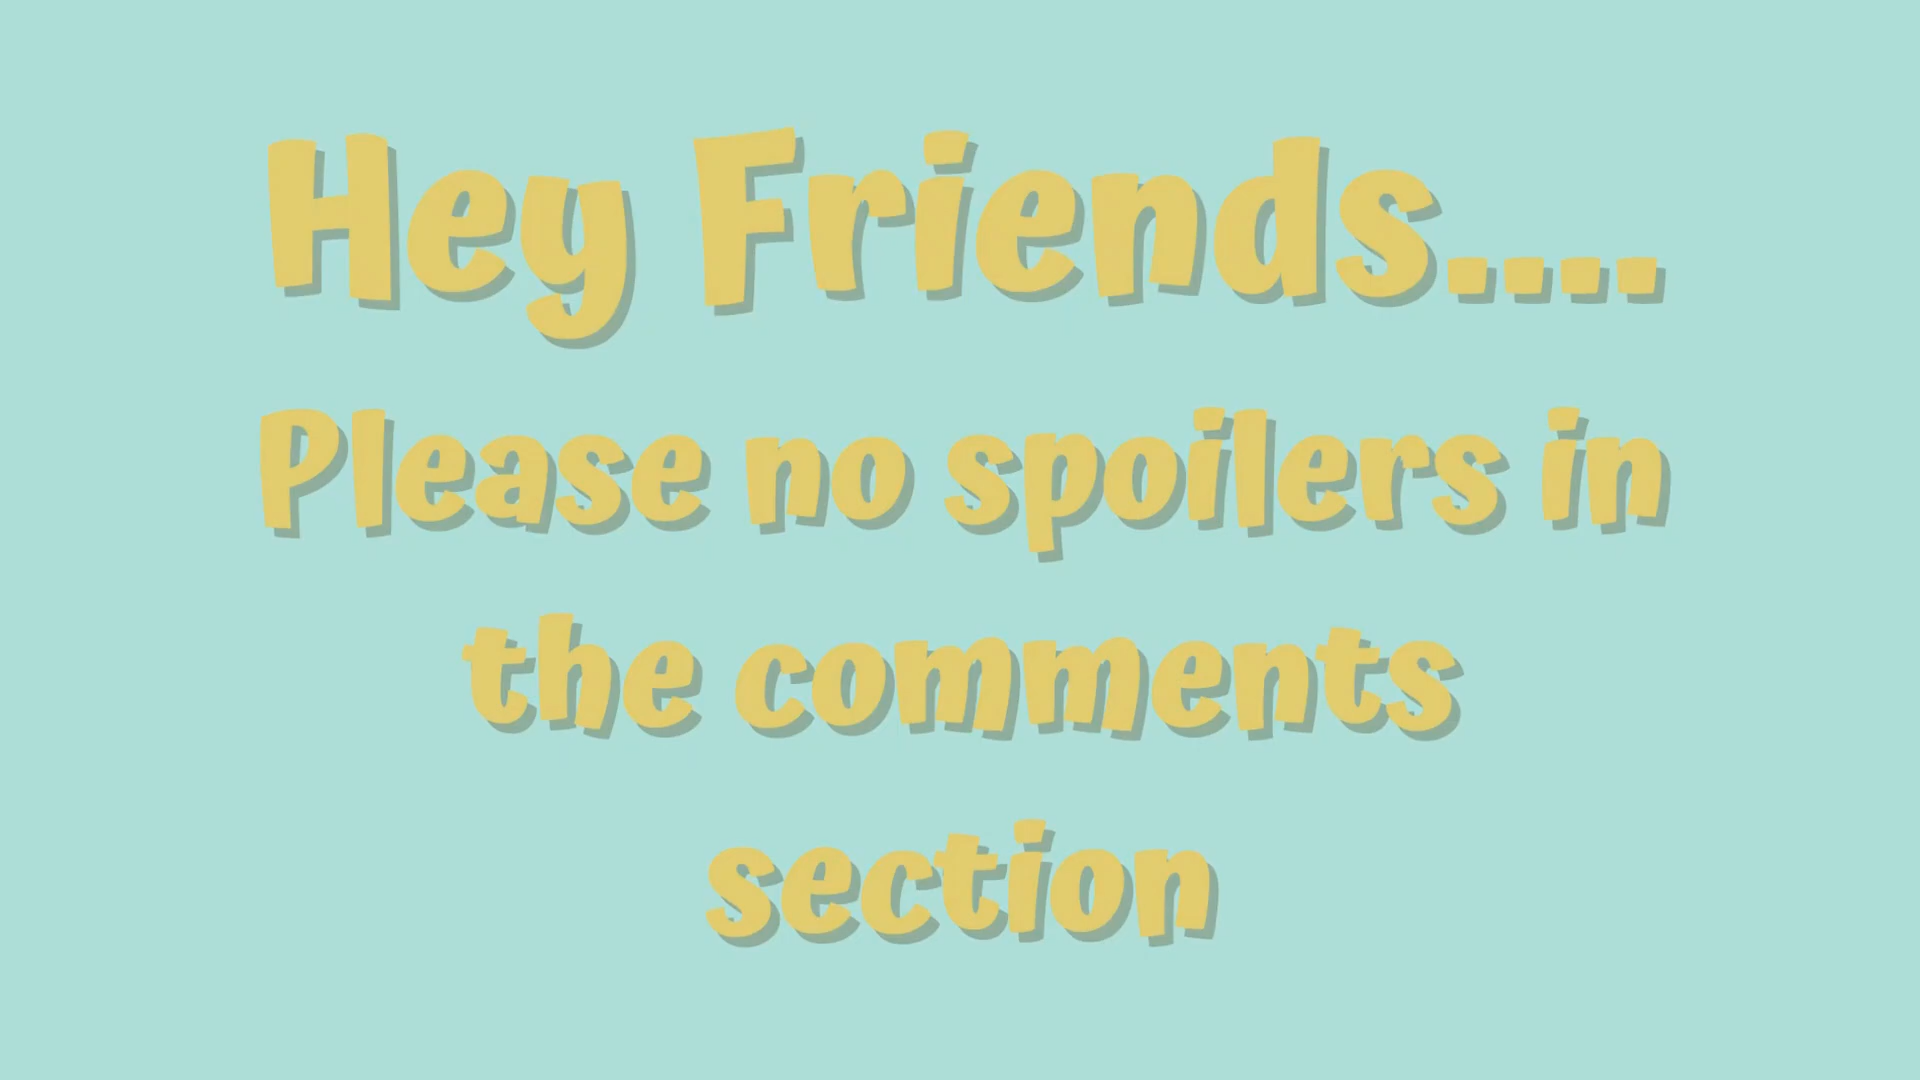 Hey Friends....
Please no spoilers in
the comments
section